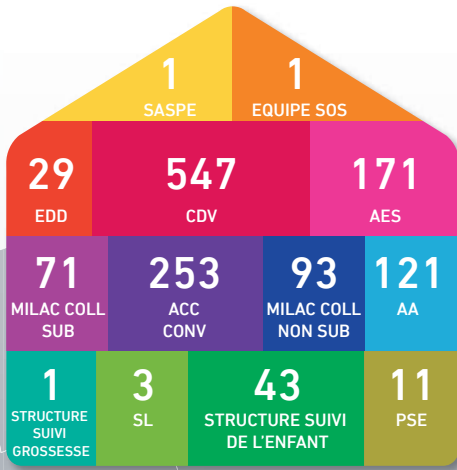 1
SASPE
1
EQUIPE SOS
29
EDD
547
CDV
171
AES
71
MILAC COLL
SUB
253
ACC
CONV
93
MILAC COLL
NON SUB
121
AA
1
STRUCTURE
SUIVI
GROSSESSE
3
SL
43
STRUCTURE SUIVI
DE L'ENFANT
11
PSE